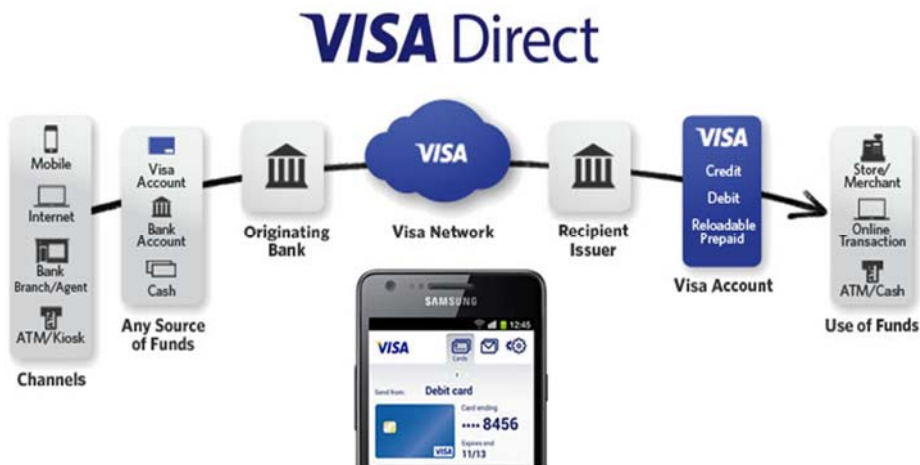 VISA Direct
Mobile
Internet
Bank
Branch/Agent
ATM/Kiosk
Channels
Visa
Account
Bank
Account
Cash
Any Source
of Funds
Originating
Bank
VISA
Visa Network
Recipient
Issuer
VISA
Credit
Debit
Reloadable
Prepaid
Visa Account
Store/
Merchant
Online
Transaction
ATM/Cash
Use of Funds
SAMSUNG
12:45
VISA
Cards
Send from: Debit card
Card ending
•••• 8456
VISA
Expires end
11/13